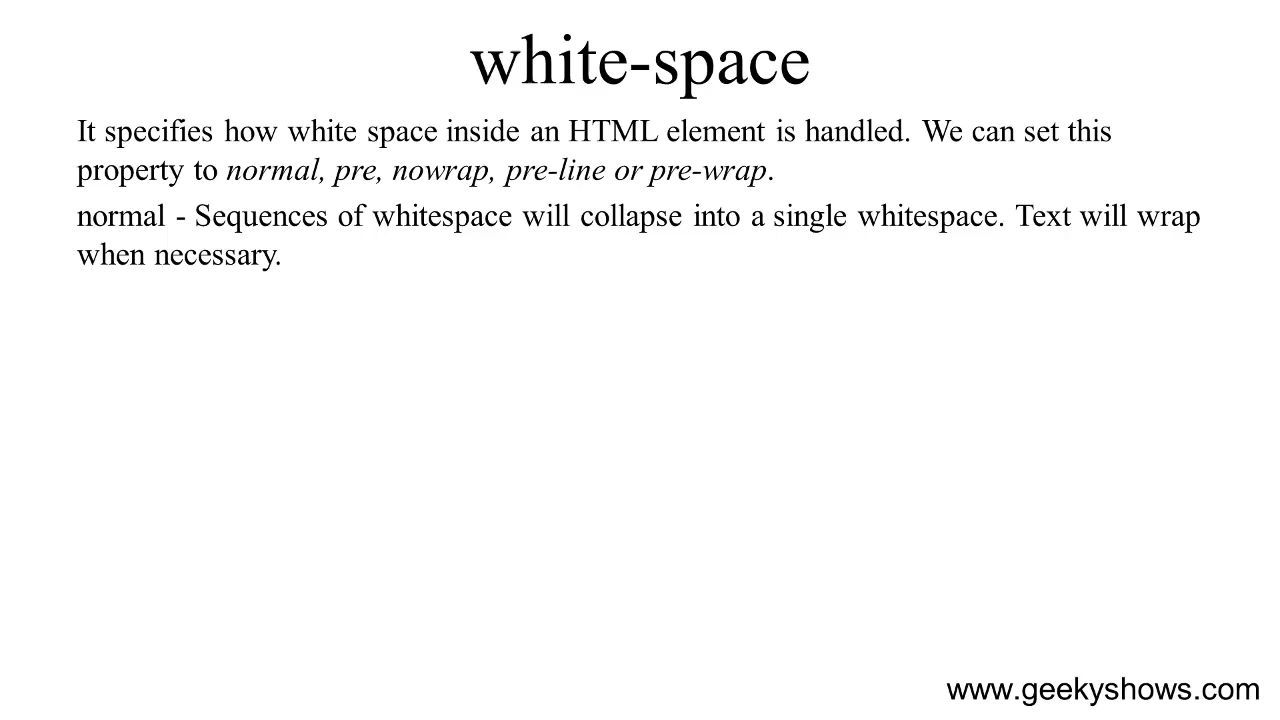 white-space
It specifies how white space inside an HTML element is handled. We can set this
property to normal, pre, nowrap, pre-line or pre-wrap.
normal - Sequences of whitespace will collapse into a single whitespace. Text will wrap
when necessary.
www.geekyshows.com